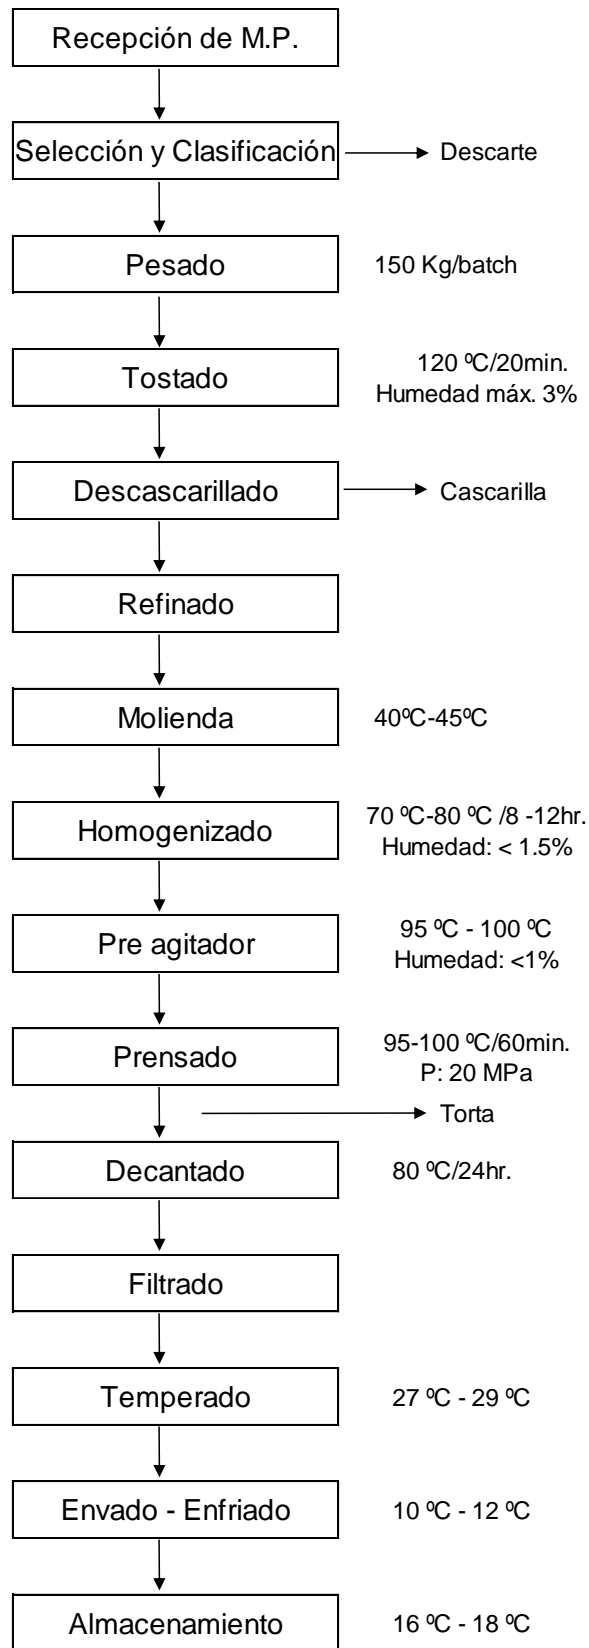 Recepción de M.P.
Selección y Clasificación
Descarte
Pesado
150 Kg/batch
Tostado
120 ºC/20min.
Humedad máx. 3%
Descascarillado
Cascarilla
Refinado
Molienda
40ºC-45ºC
Homogenizado
70 ºC-80 ºC /8 -12hr.
Humedad: < 1.5%
Pre agitador
95 ºC - 100 ºC
Humedad: <1%
Prensado
95-100 ºC/60min.
P: 20 MPa
Torta
Decantado
80 ºC/24hr.
Filtrado
Temperado
27 ºC - 29 ºC
Envado - Enfriado
10 ºC - 12 ºC
Almacenamiento
16 ºC - 18 ºC